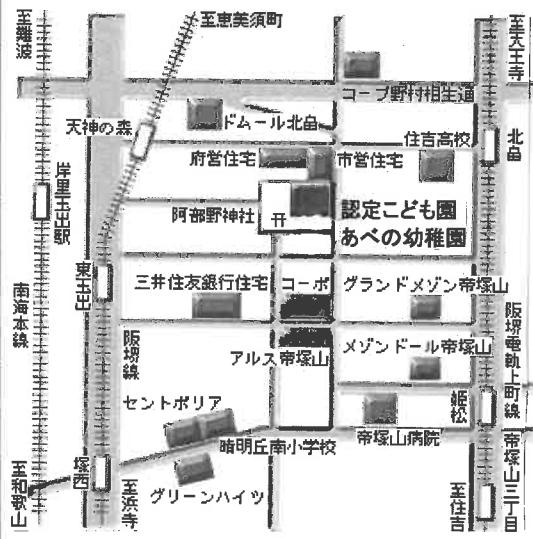 至難波
至恵美須町
至天王寺
コープ野村相生通
天神の森
ドムール北畠
住吉高校
北畠
府営住宅
市営住宅
岸里玉出駅
阿部野神社
认定こども園
あべの幼稚園
東玉出
三井住友銀行住宅
コーポ
グランドメゾン帝塚山
南海本線
阪堺線
阪堺電軌上町線
アルス帝塚山
メゾンドール帝塚山
セントポリア
姫松
晴明丘南小学校
帝塚山病院
塚西
グリーンハイツ
至和歌山
至浜寺
至住吉
帝塚山三丁目